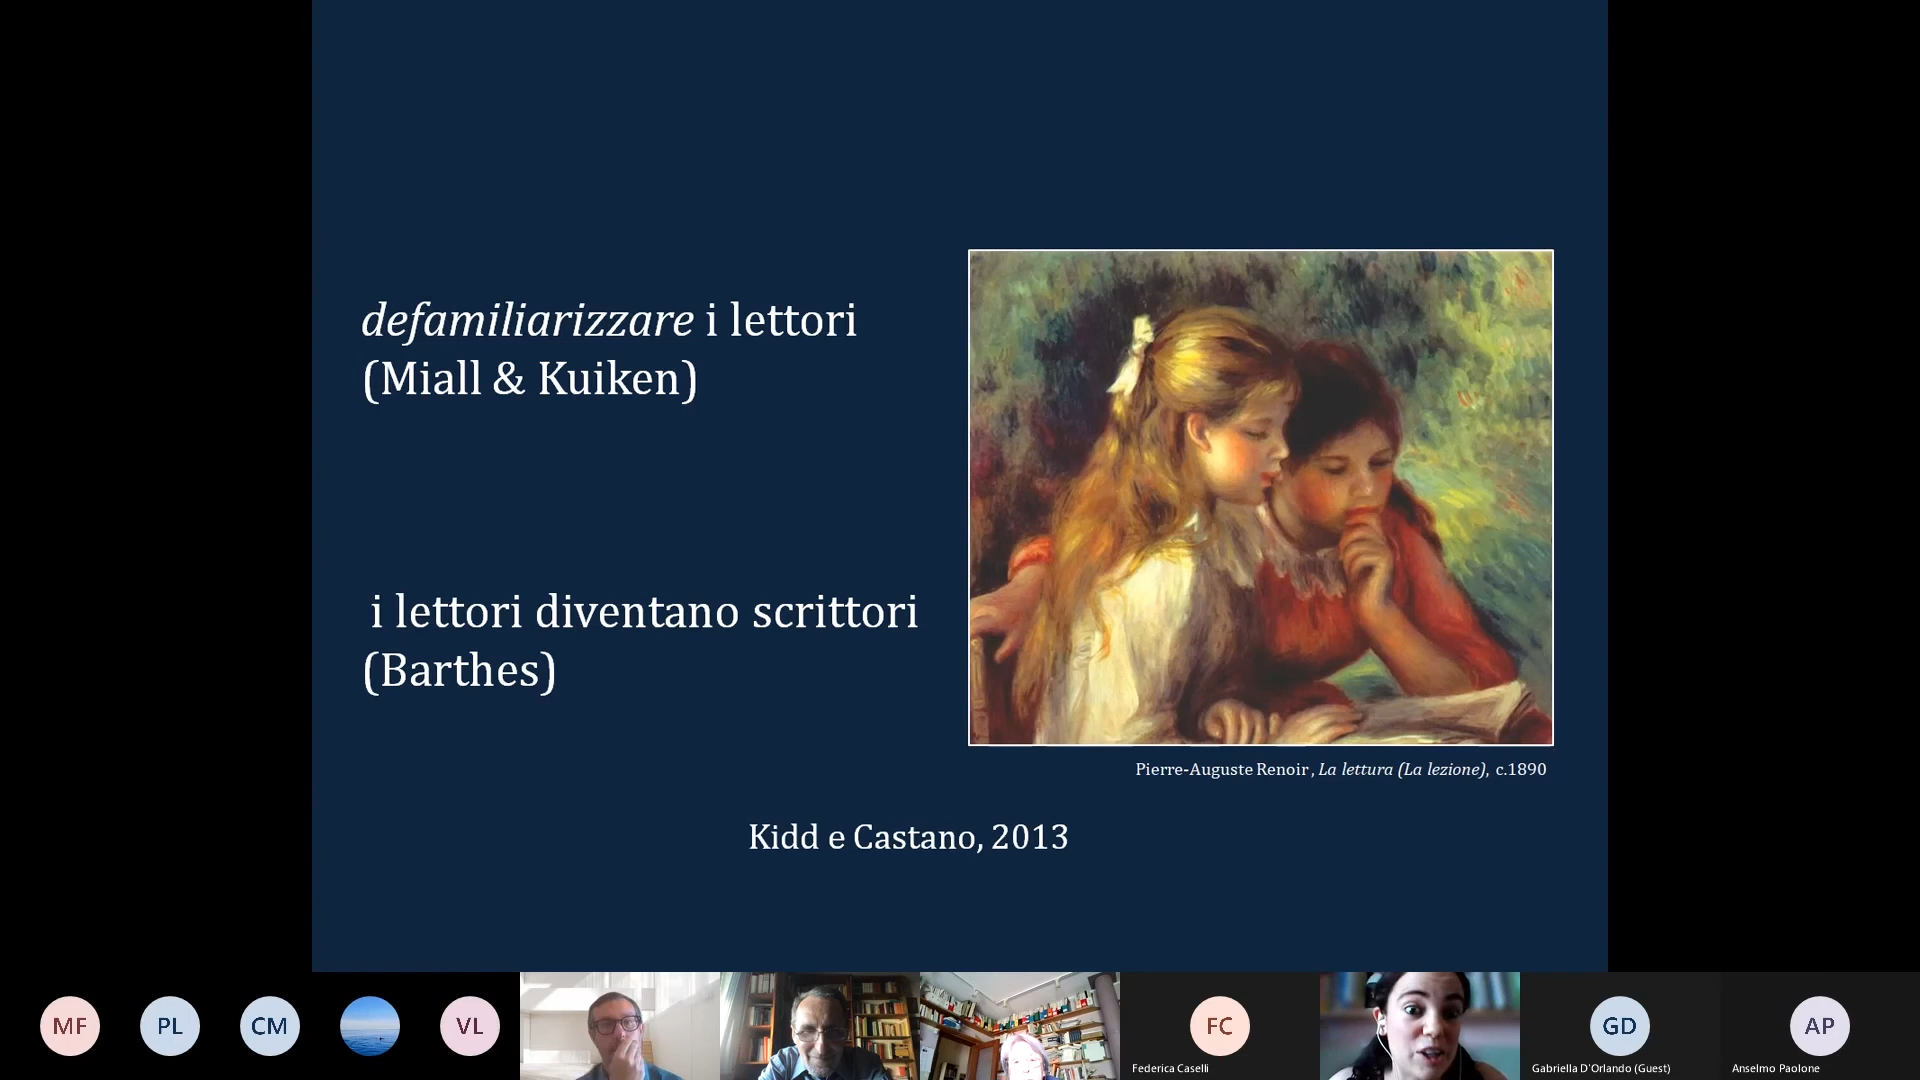 defamiliarizzare i lettori
(Miall & Kuiken)
i lettori diventano scrittori
(Barthes)
Pierre-Auguste Renoir, La lettura (La lezione), c.1890
Kidd e Castano, 2013
MF
PL
CM
VL
FC
Federica Caselli
GD
Gabriella D'Orlando (Guest)
AP
Anselmo Paolone